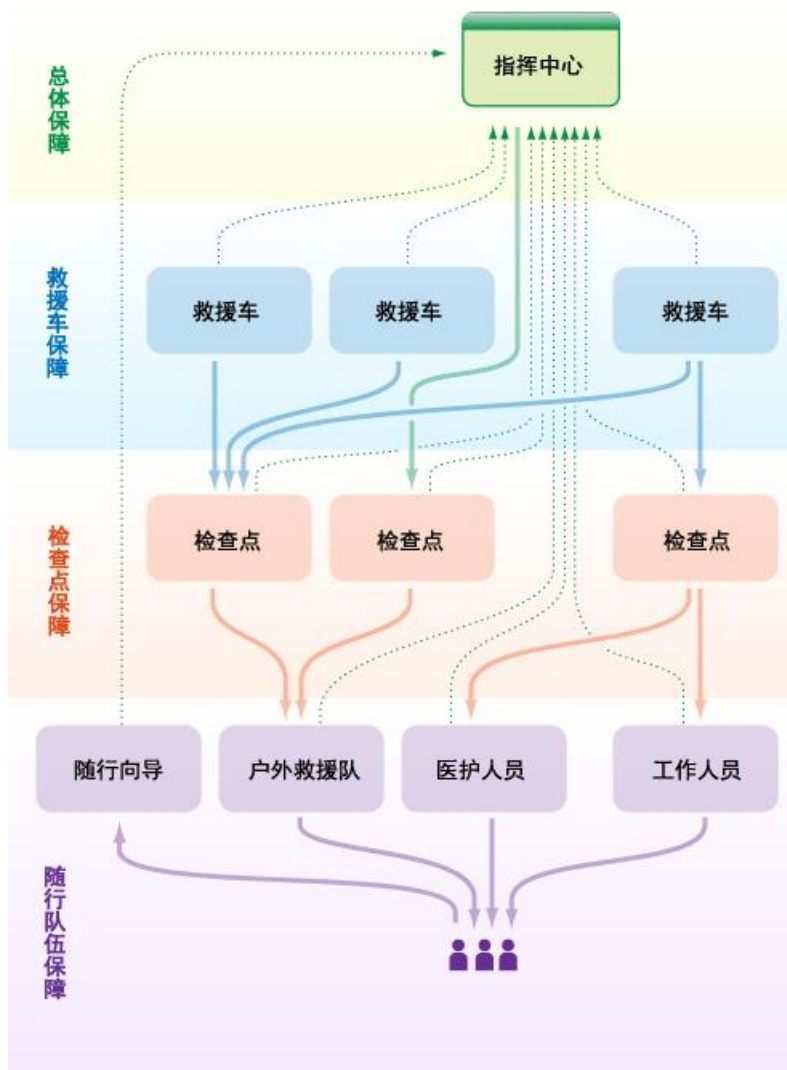 总体保障
指挥中心
救援车保障
救援车
救援车
救援车
检查点保障
检查点
检查点
检查点
随行队伍保障
随行向导
户外救援队
医护人员
工作人员